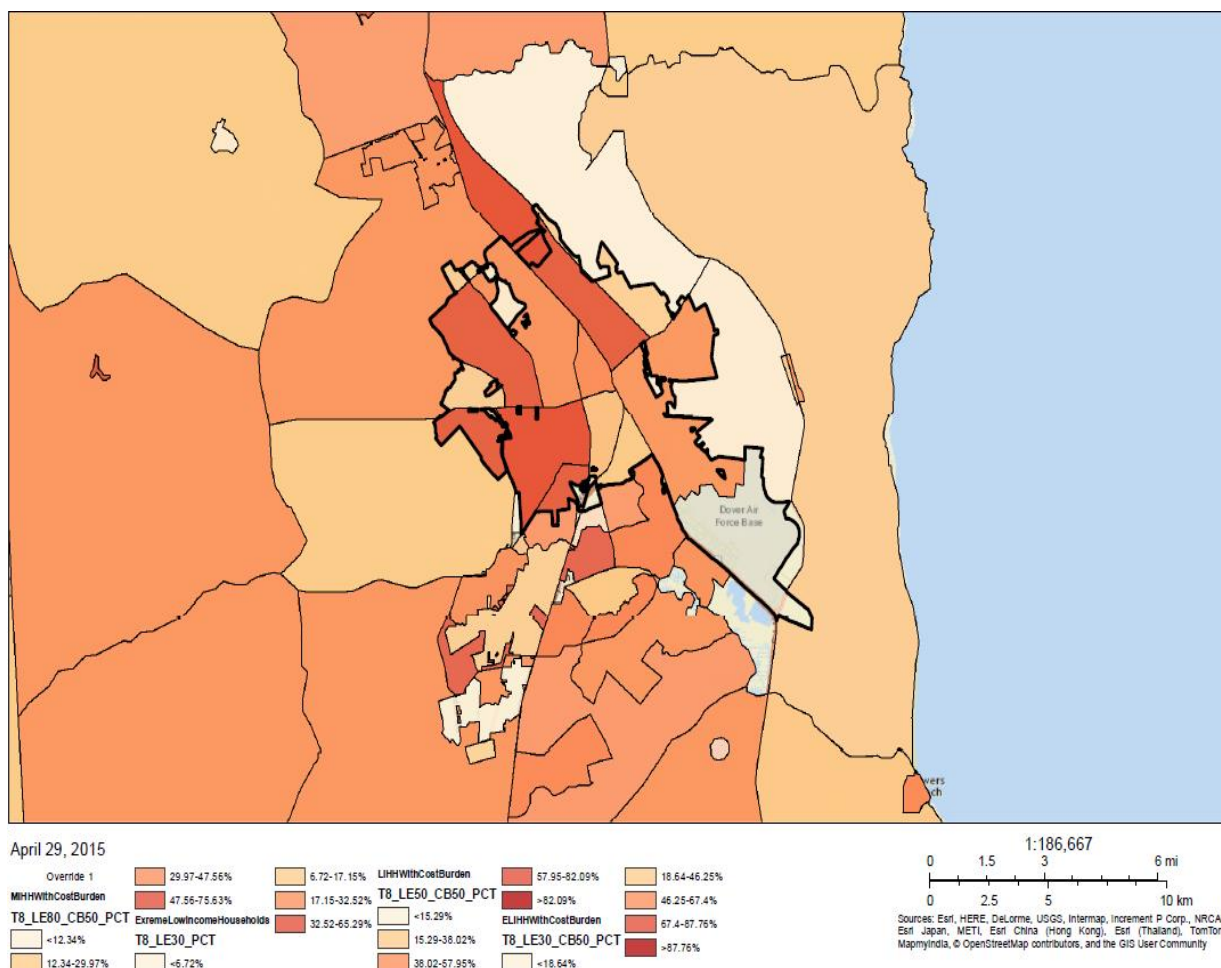 Dover Air
Force Base
wers
ch
April 29, 2015
Override 1
MIHHWithCostBurden
T8_LE80_CB50_PCT
<12.34%
12.34-29.97%
29.97-47.56%
47.56-75.63%
ExremeLowIncomeHouseholds
T8_LE30_PCT
<6.72%
6.72-17.15%
17.15-32.52%
32.52-65.29%
LIHHWithCostBurden
T8_LE50_CB50_PCT
<15.29%
15.29-38.02%
38.02-57.95%
57.95-82.09%
>82.09%
ELIHHWithCostBurden
T8_LE30_CB50_PCT
<18.64%
18.64-46.25%
46.25-67.4%
67.4-87.76%
>87.76%
1:186,667
0 1.5 3 6 mi
0 2.5 5 10 km
Sources: Esri, HERE, DeLorme, USGS, Intermap, increment P Corp., NRCA
Esri Japan, METI, Esri China (Hong Kong), Esri (Thailand), TomTom
MapmyIndia, © OpenStreetMap contributors, and the GIS User Community